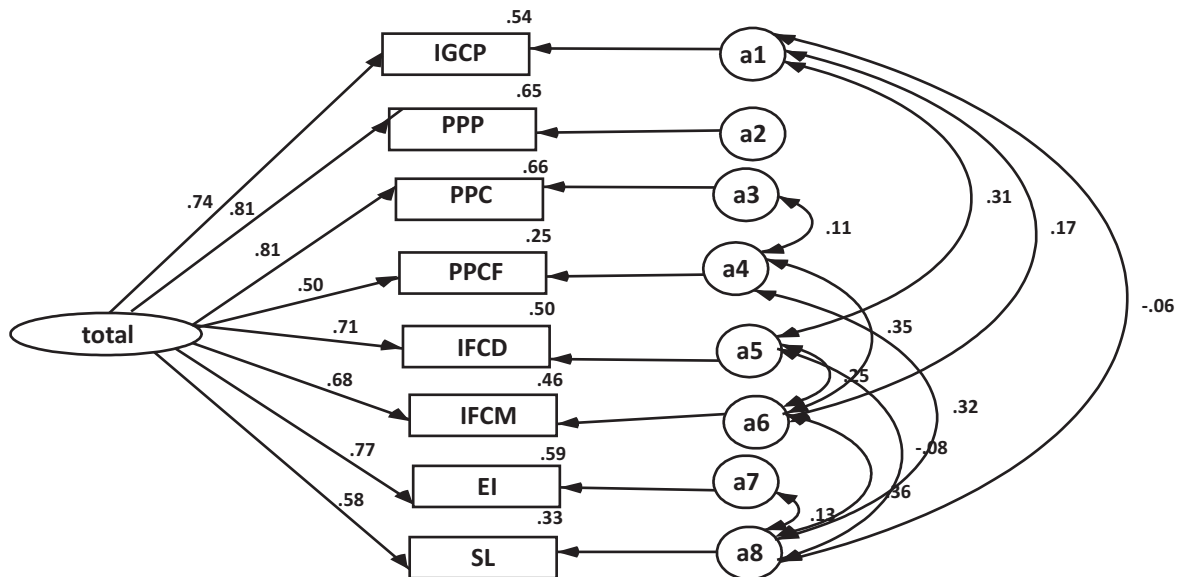 .54
IGCP
a1
.65
PPP
a2
.66
PPC
a3
.74
.81
.31
.17
.11
.81
.25
PPCF
a4
.50
.50
-.06
total
.71
IFCD
a5
.35
.25
.68
.46
IFCM
a6
.32
.77
.59
-.08
EI
a7
.36
.58
.33
.13
SL
a8